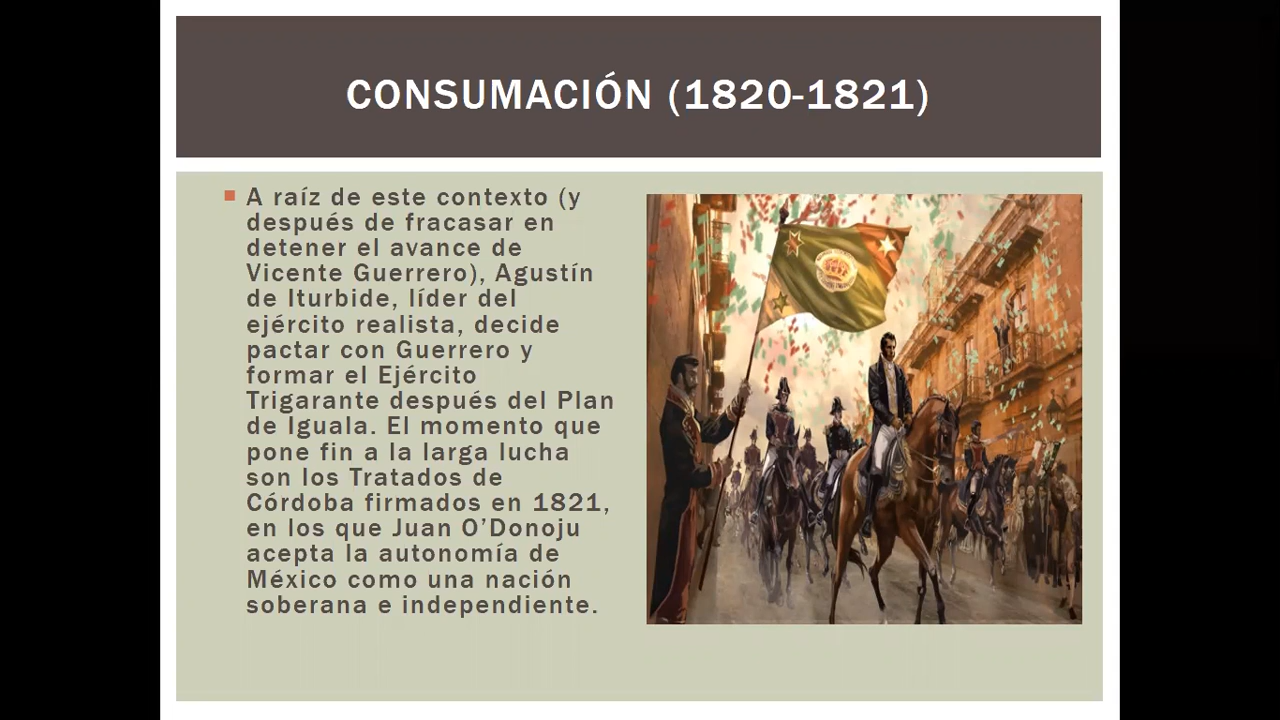 CONSUMACIÓN (1820-1821)
A raíz de este contexto (y
después de fracasar en
detener el avance de
Vicente Guerrero), Agustín
de Iturbide, líder del
ejército realista, decide
pactar con Guerrero y
formar el Ejército
Trigarante después del Plan
de Iguala. El momento que
pone fin a la larga lucha
son los Tratados de
Córdoba firmados en 1821,
en los que Juan O’Donoju
acepta la autonomía de
México como una nación
soberana e independiente.